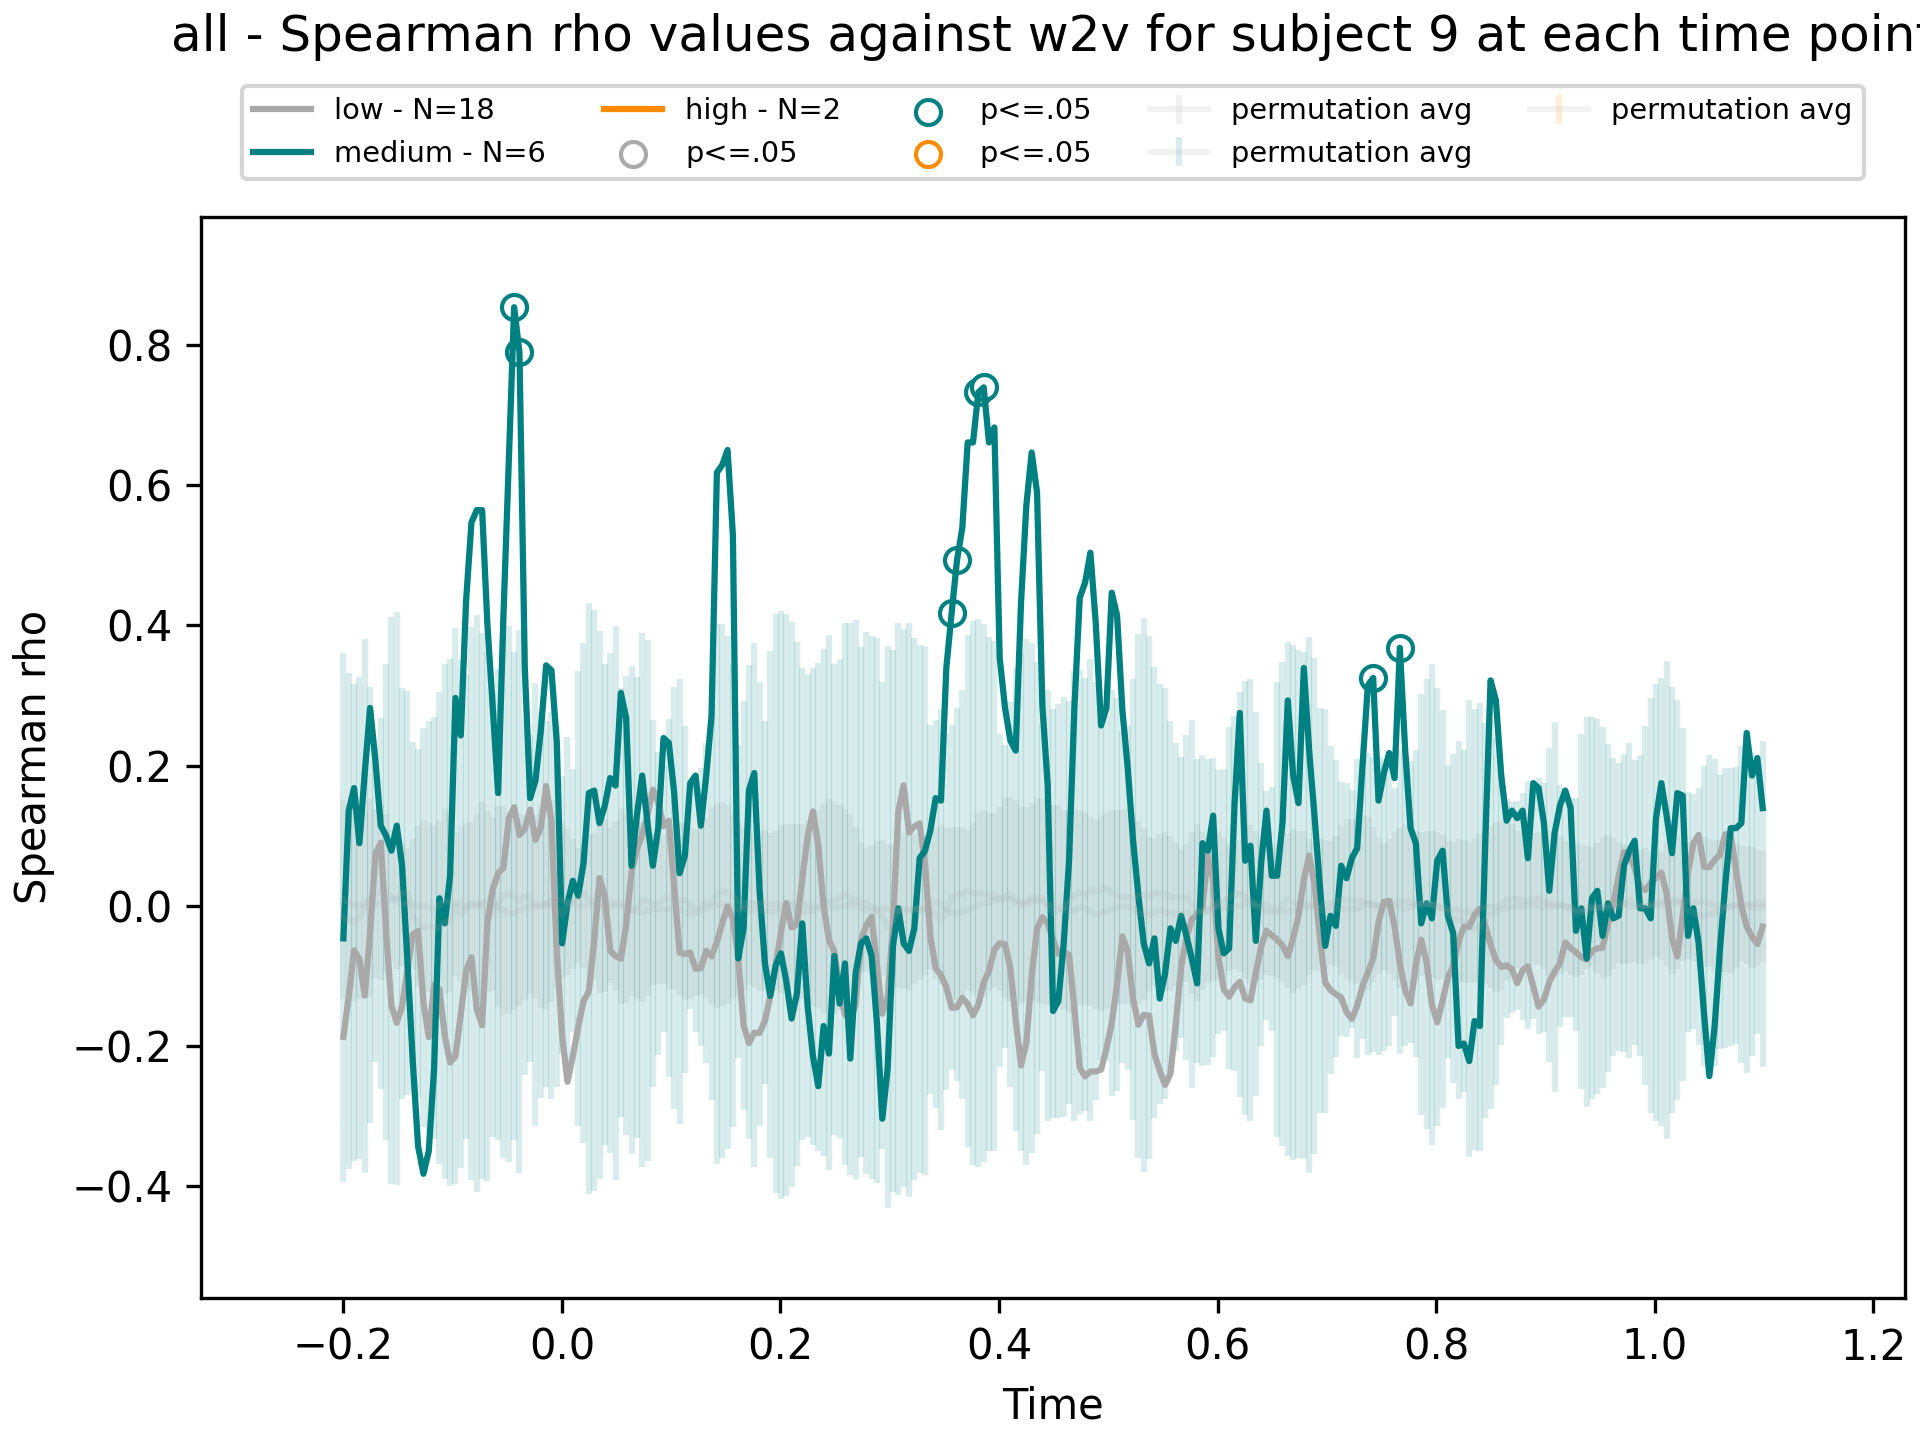 all - Spearman rho values against w2v for subject 9 at each time point
low - N=18 high - N=2 p<=.05 permutation avg permutation avg
medium - N=6 p<=.05 p<=.05 permutation avg
Spearman rho
0.8
0.6
0.4
0.2
0.0
−0.2
−0.4
−0.2 0.0 0.2 0.4 0.6 0.8 1.0 1.2
Time